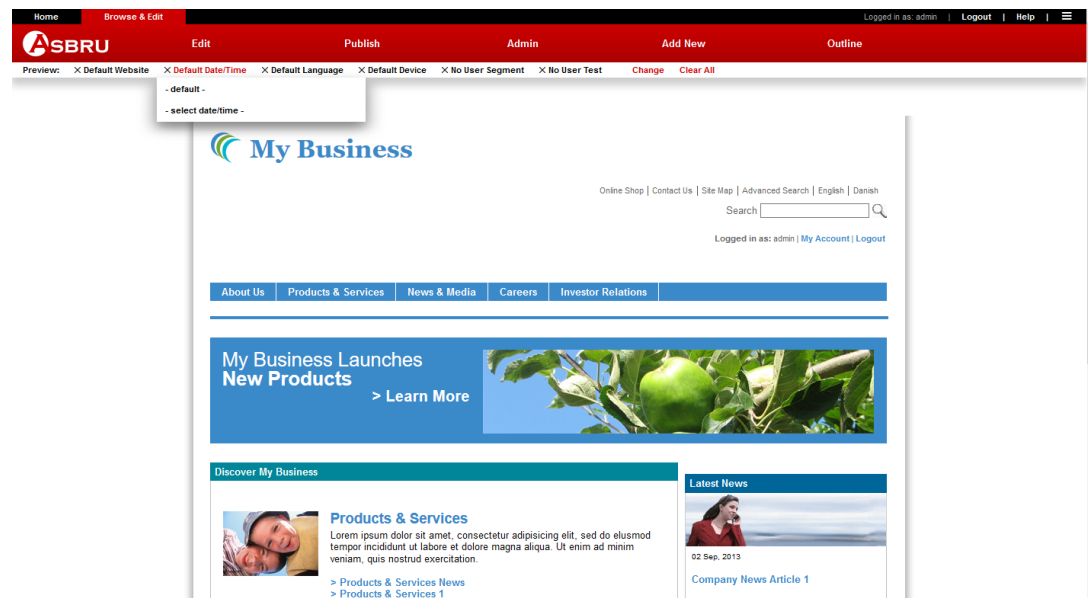 Home Browse & Edit Logged in as: admin | Logout | Help |
ASBRU Edit Publish Admin Add New Outline
Preview: X Default Website X Default Date/Time X Default Language X Default Device X No User Segment X No User Test Change Clear All
- default -
- select date/time -
My Business
Online Shop | Contact Us | Site Map | Advanced Search | English | Danish
Search
Logged in as: admin | My Account | Logout
About Us Products & Services News & Media Careers Investor Relations
My Business Launches
New Products
> Learn More
Discover My Business
Latest News
Products & Services
Lorem ipsum dolor sit amet, consectetur adipisicing elit, sed do elusmod
tempor incididunt ut labore et dolore magna aliqua. Ut enim ad minim
veniam, quis nostrud exercitation.
02 Sep, 2013
> Products & Services News
> Products & Services 1
Company News Article 1